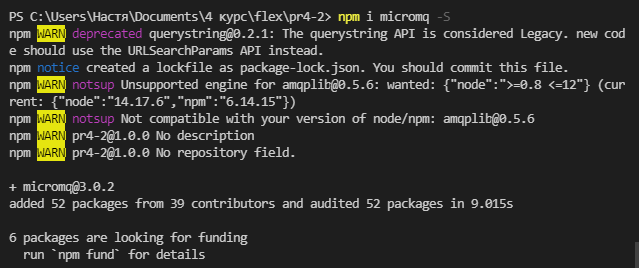 PS C:\Users\Настя\Documents\4 курс\flex\pr4-2> npm i micromq -S
npm WARN deprecated querystring@0.2.1: The querystring API is considered Legacy. new cod
e should use the URLSearchParams API instead.
npm notice created a lockfile as package-lock.json. You should commit this file.
npm WARN notsup Unsupported engine for amqplib@0.5.6: wanted: {"node":">=0.8 <=12"} (cur
rent: {"node":"14.17.6","npm":"6.14.15"})
npm WARN notsup Not compatible with your version of node/npm: amqplib@0.5.6
npm WARN pr4-2@1.0.0 No description
npm WARN pr4-2@1.0.0 No repository field.

+ micromq@3.0.2
added 52 packages from 39 contributors and audited 52 packages in 9.015s

6 packages are looking for funding
  run `npm fund` for details